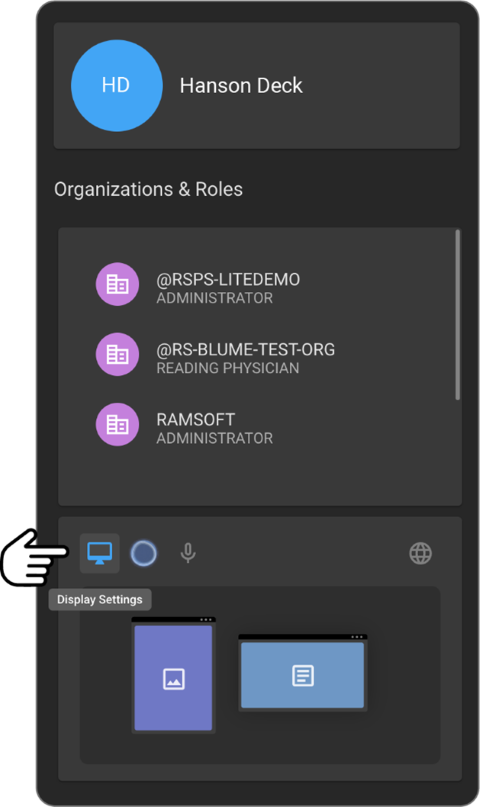 HD
Hanson Deck
Organizations & Roles
@RSPS-LITEDEMO
ADMINISTRATOR
@RS-BLUME-TEST-ORG
READING PHYSICIAN
RAMSOFT
ADMINISTRATOR
Display Settings